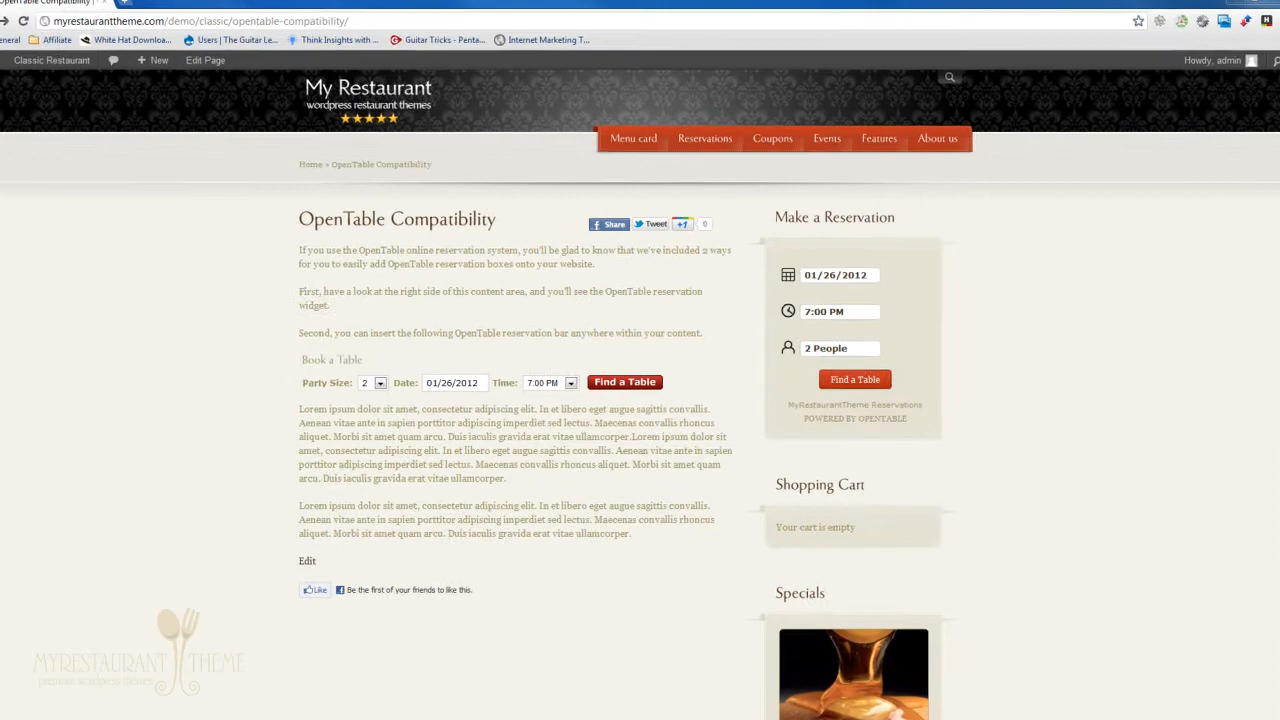 OpenTable Compatibility
myrestauranttheme.com/demo/classic/opentable-compatibility/
Affiliate
White Hat Downloa...
Users | The Guitar Le...
Think Insights with ...
Guitar Tricks - Penta...
Internet Marketing T...
Classic Restaurant
New
Edit Page
Howdy, admin
My Restaurant
wordpress restaurant themes
Menu card
Reservations
Coupons
Events
Features
About us
Home » OpenTable Compatibility
OpenTable Compatibility
Share
Tweet
+1
0
If you use the OpenTable online reservation system, you'll be glad to know that we've included 2 ways
for you to easily add OpenTable reservation boxes onto your website.
First, have a look at the right side of this content area, and you'll see the OpenTable reservation
widget.
Second, you can insert the following OpenTable reservation bar anywhere within your content.
Book a Table
Party Size: 2 Date: 01/26/2012 Time: 7:00 PM Find a Table
Lorem ipsum dolor sit amet, consectetur adipiscing elit. In et libero eget augue sagittis convallis.
Aenean vitae ante in sapien porttitor adipiscing imperdiet sed lectus. Maecenas convallis rhoncus
aliquet. Morbi sit amet quam arcu. Duis iaculis gravida erat vitae ullamcorper.Lorem ipsum dolor sit
amet, consectetur adipiscing elit. In et libero eget augue sagittis convallis. Aenean vitae ante in sapien
porttitor adipiscing imperdiet sed lectus. Maecenas convallis rhoncus aliquet. Morbi sit amet quam
arcu. Duis iaculis gravida erat vitae ullamcorper.
Lorem ipsum dolor sit amet, consectetur adipiscing elit. In et libero eget augue sagittis convallis.
Aenean vitae ante in sapien porttitor adipiscing imperdiet sed lectus. Maecenas convallis rhoncus
aliquet. Morbi sit amet quam arcu. Duis iaculis gravida erat vitae ullamcorper.
Edit
Like
Be the first of your friends to like this.
Make a Reservation
01/26/2012
7:00 PM
2 People
Find a Table
MyRestaurantTheme Reservations
POWERED BY OPENTABLE
Shopping Cart
Your cart is empty
Specials
MYRESTAURANT THEME
premium wordpress themes